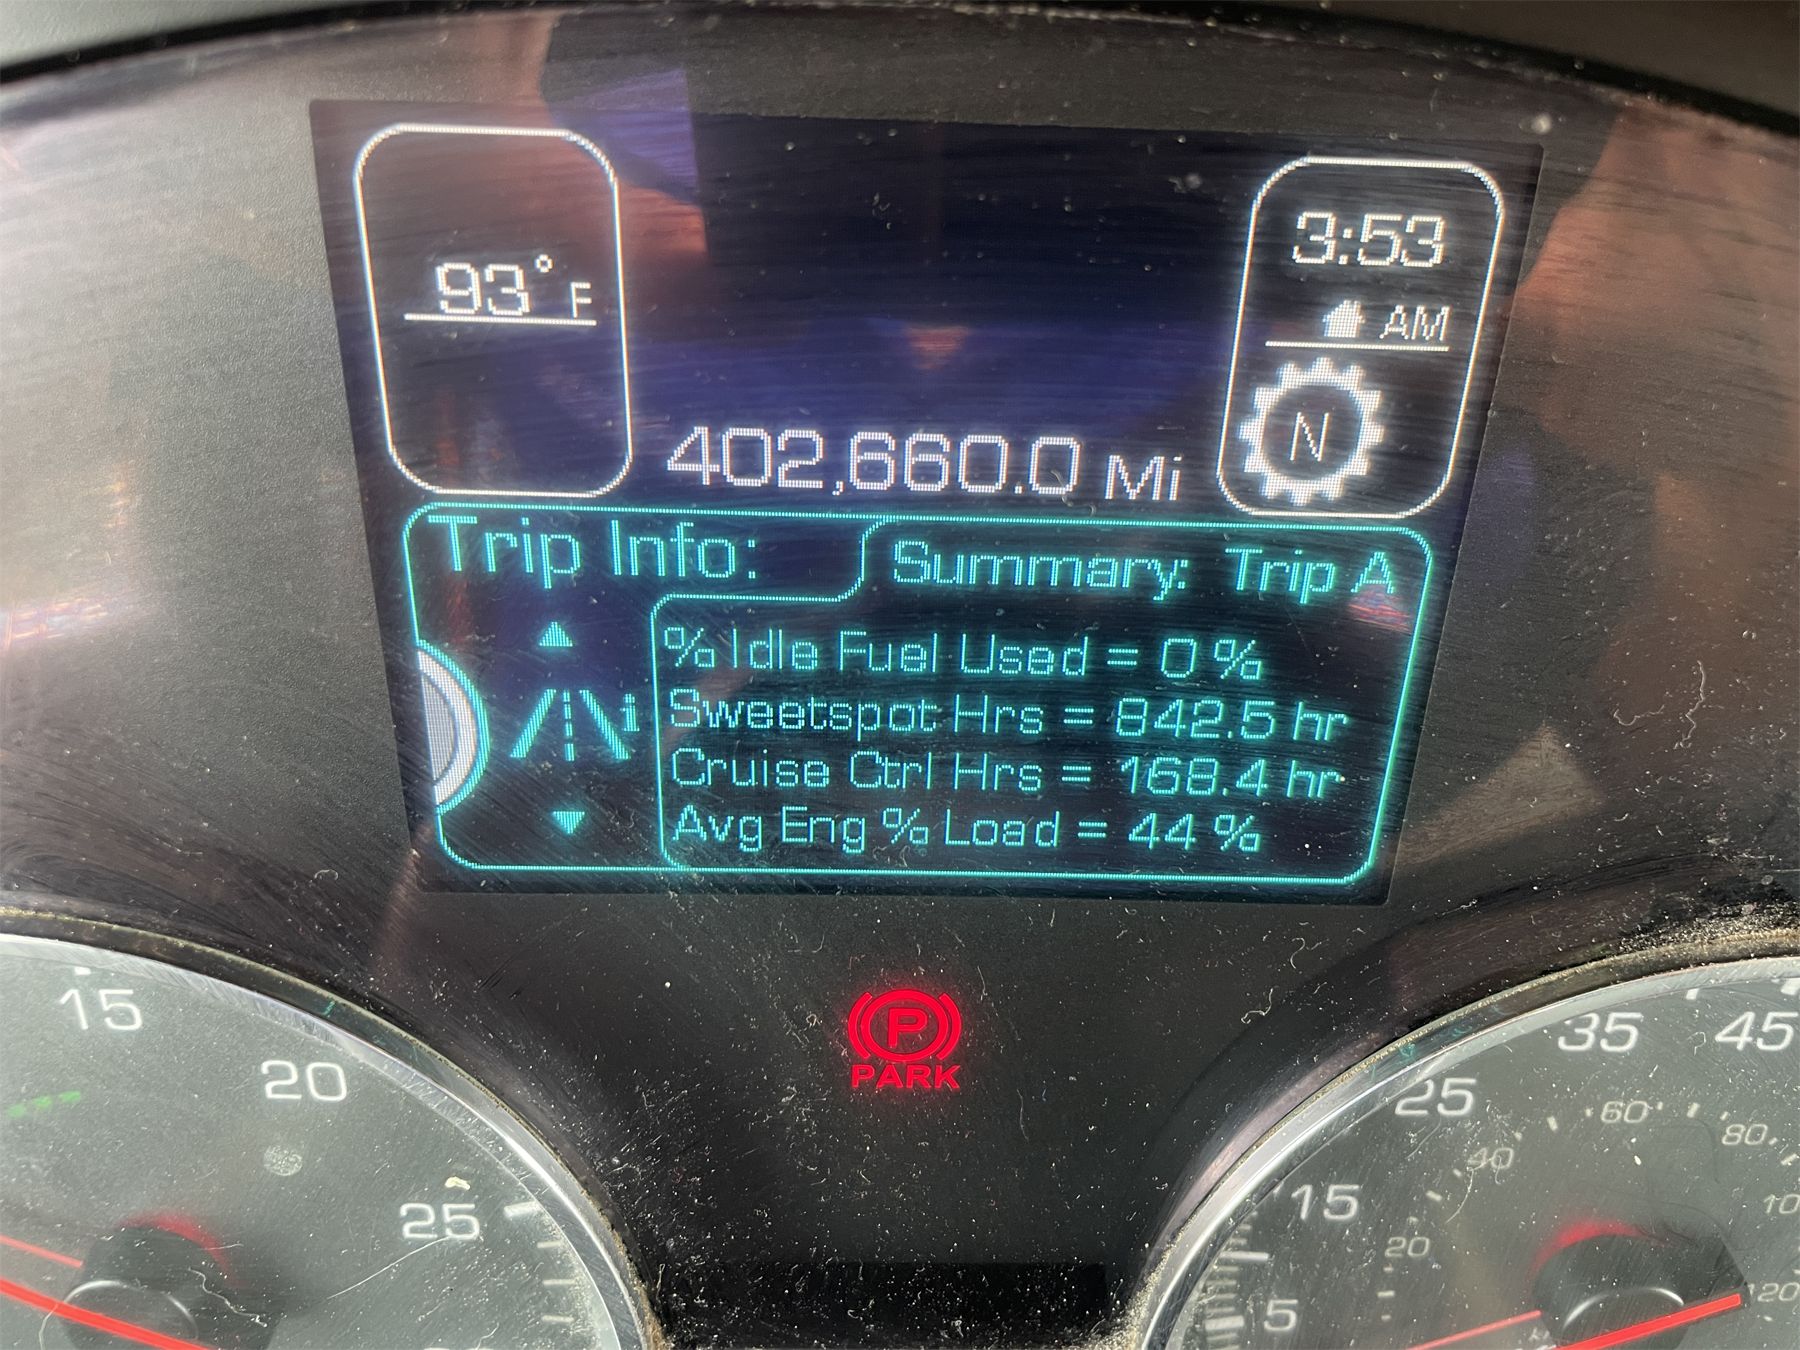 93°F
3:53
AM
N
402,660.0 Mi
Trip Info:
Summary: Trip A
% Idle Fuel Used = 0%
Sweetspot Hrs = 842.5 hr
Cruise Ctrl Hrs = 168.4 hr
Avg Eng % Load = 44 %
i
P
PARK
15
20
25
5
15
25
35
45
20
40
60
80
120